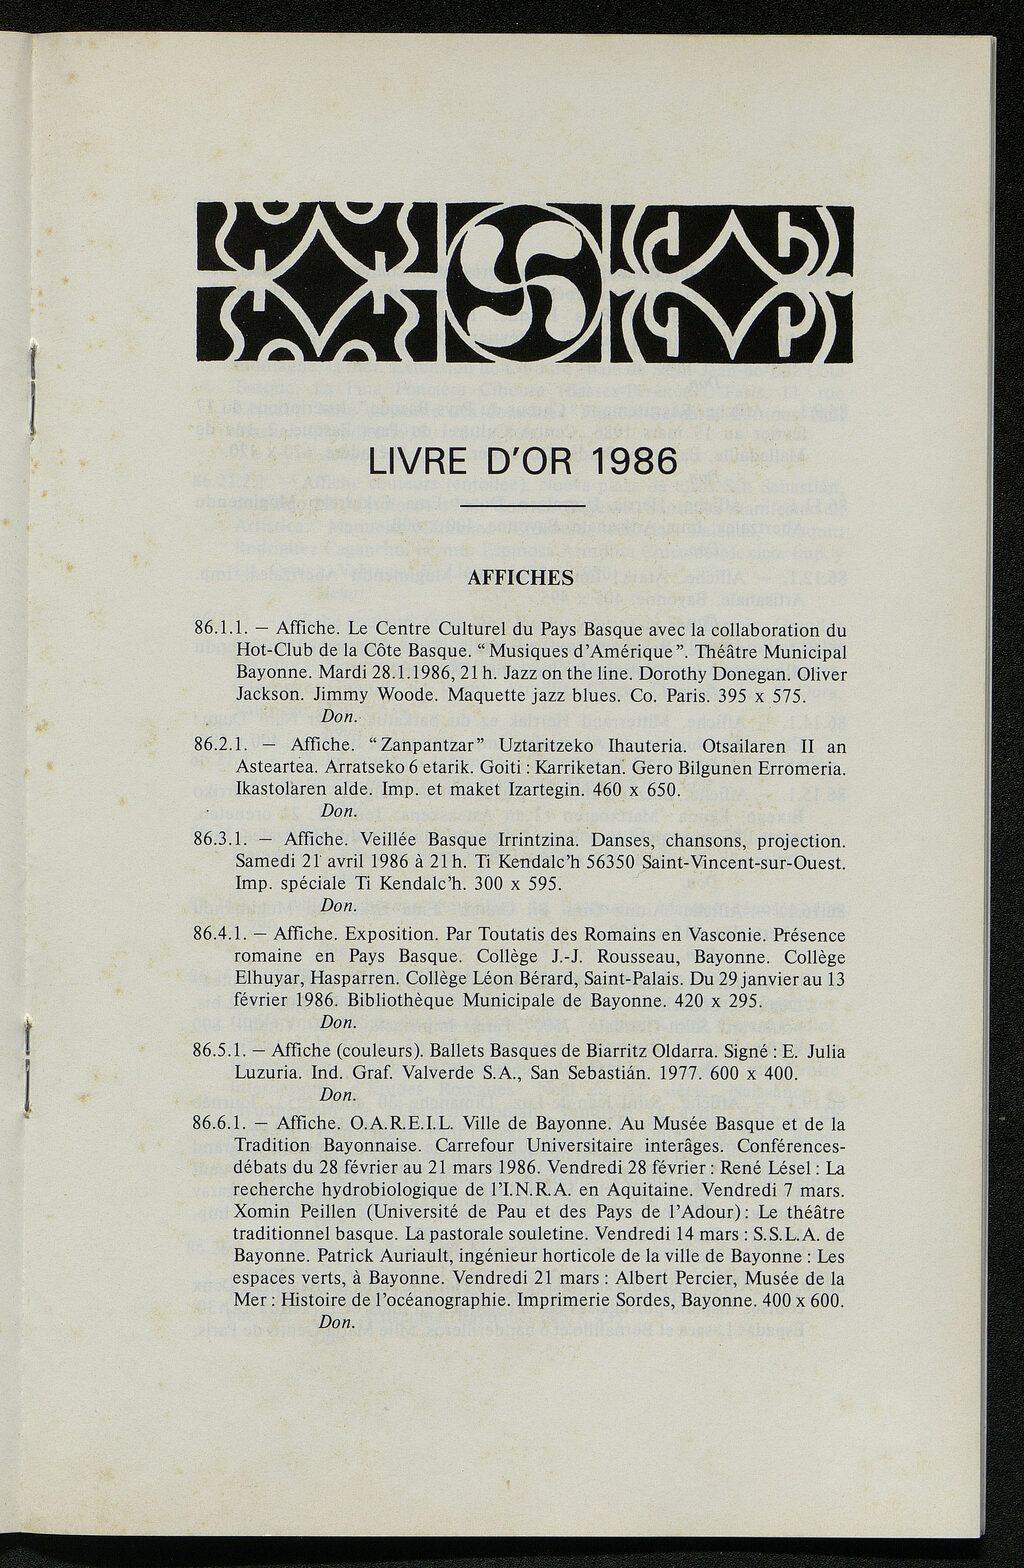 LIVRE D'OR 1986
AFFICHES
86.1.1. — Affiche. Le Centre Culturel du Pays Basque avec la collaboration du
Hot-Club de la Côte Basque. “Musiques d'Amérique”. Théâtre Municipal
Bayonne. Mardi 28.1.1986, 21 h. Jazz on the line. Dorothy Donegan. Oliver
Jackson. Jimmy Woode. Maquette jazz blues. Co. Paris. 395 x 575.
Don.
86.2.1. — Affiche. “Zanpantzar” Uztaritzeko Ihauteria. Otsailaren II an
Asteartea. Arratseko 6 etarik. Goiti : Karriketan. Gero Bilgunen Erromeria.
Ikastolaren alde. Imp. et maket Izartegin. 460 x 650.
Don.
86.3.1. — Affiche. Veillée Basque Irrintzina. Danses, chansons, projection.
Samedi 21 avril 1986 à 21 h. Ti Kendalc'h 56350 Saint-Vincent-sur-Ouest.
Imp. spéciale Ti Kendalc'h. 300 x 595.
Don.
86.4.1. — Affiche. Exposition. Par Toutatis des Romains en Vasconie. Présence
romaine en Pays Basque. Collège J.-J. Rousseau, Bayonne. Collège
Elhuyar, Hasparren. Collège Léon Bérard, Saint-Palais. Du 29 janvier au 13
février 1986. Bibliothèque Municipale de Bayonne. 420 x 295.
Don.
86.5.1. — Affiche (couleurs). Ballets Basques de Biarritz Oldarra. Signé : E. Julia
Luzuria. Ind. Graf. Valverde S.A., San Sebastián. 1977. 600 x 400.
Don.
86.6.1. — Affiche. O.A.R.E.I.L. Ville de Bayonne. Au Musée Basque et de la
Tradition Bayonnaise. Carrefour Universitaire interâges. Conférences-
débats du 28 février au 21 mars 1986. Vendredi 28 février : René Lésel : La
recherche hydrobiologique de l'I.N.R.A. en Aquitaine. Vendredi 7 mars.
Xomin Peillen (Université de Pau et des Pays de l'Adour) : Le théâtre
traditionnel basque. La pastorale souletine. Vendredi 14 mars : S.S.L.A. de
Bayonne. Patrick Auriault, ingénieur horticole de la ville de Bayonne : Les
espaces verts, à Bayonne. Vendredi 21 mars : Albert Percier, Musée de la
Mer : Histoire de l'océanographie. Imprimerie Sordes, Bayonne. 400 x 600.
Don.